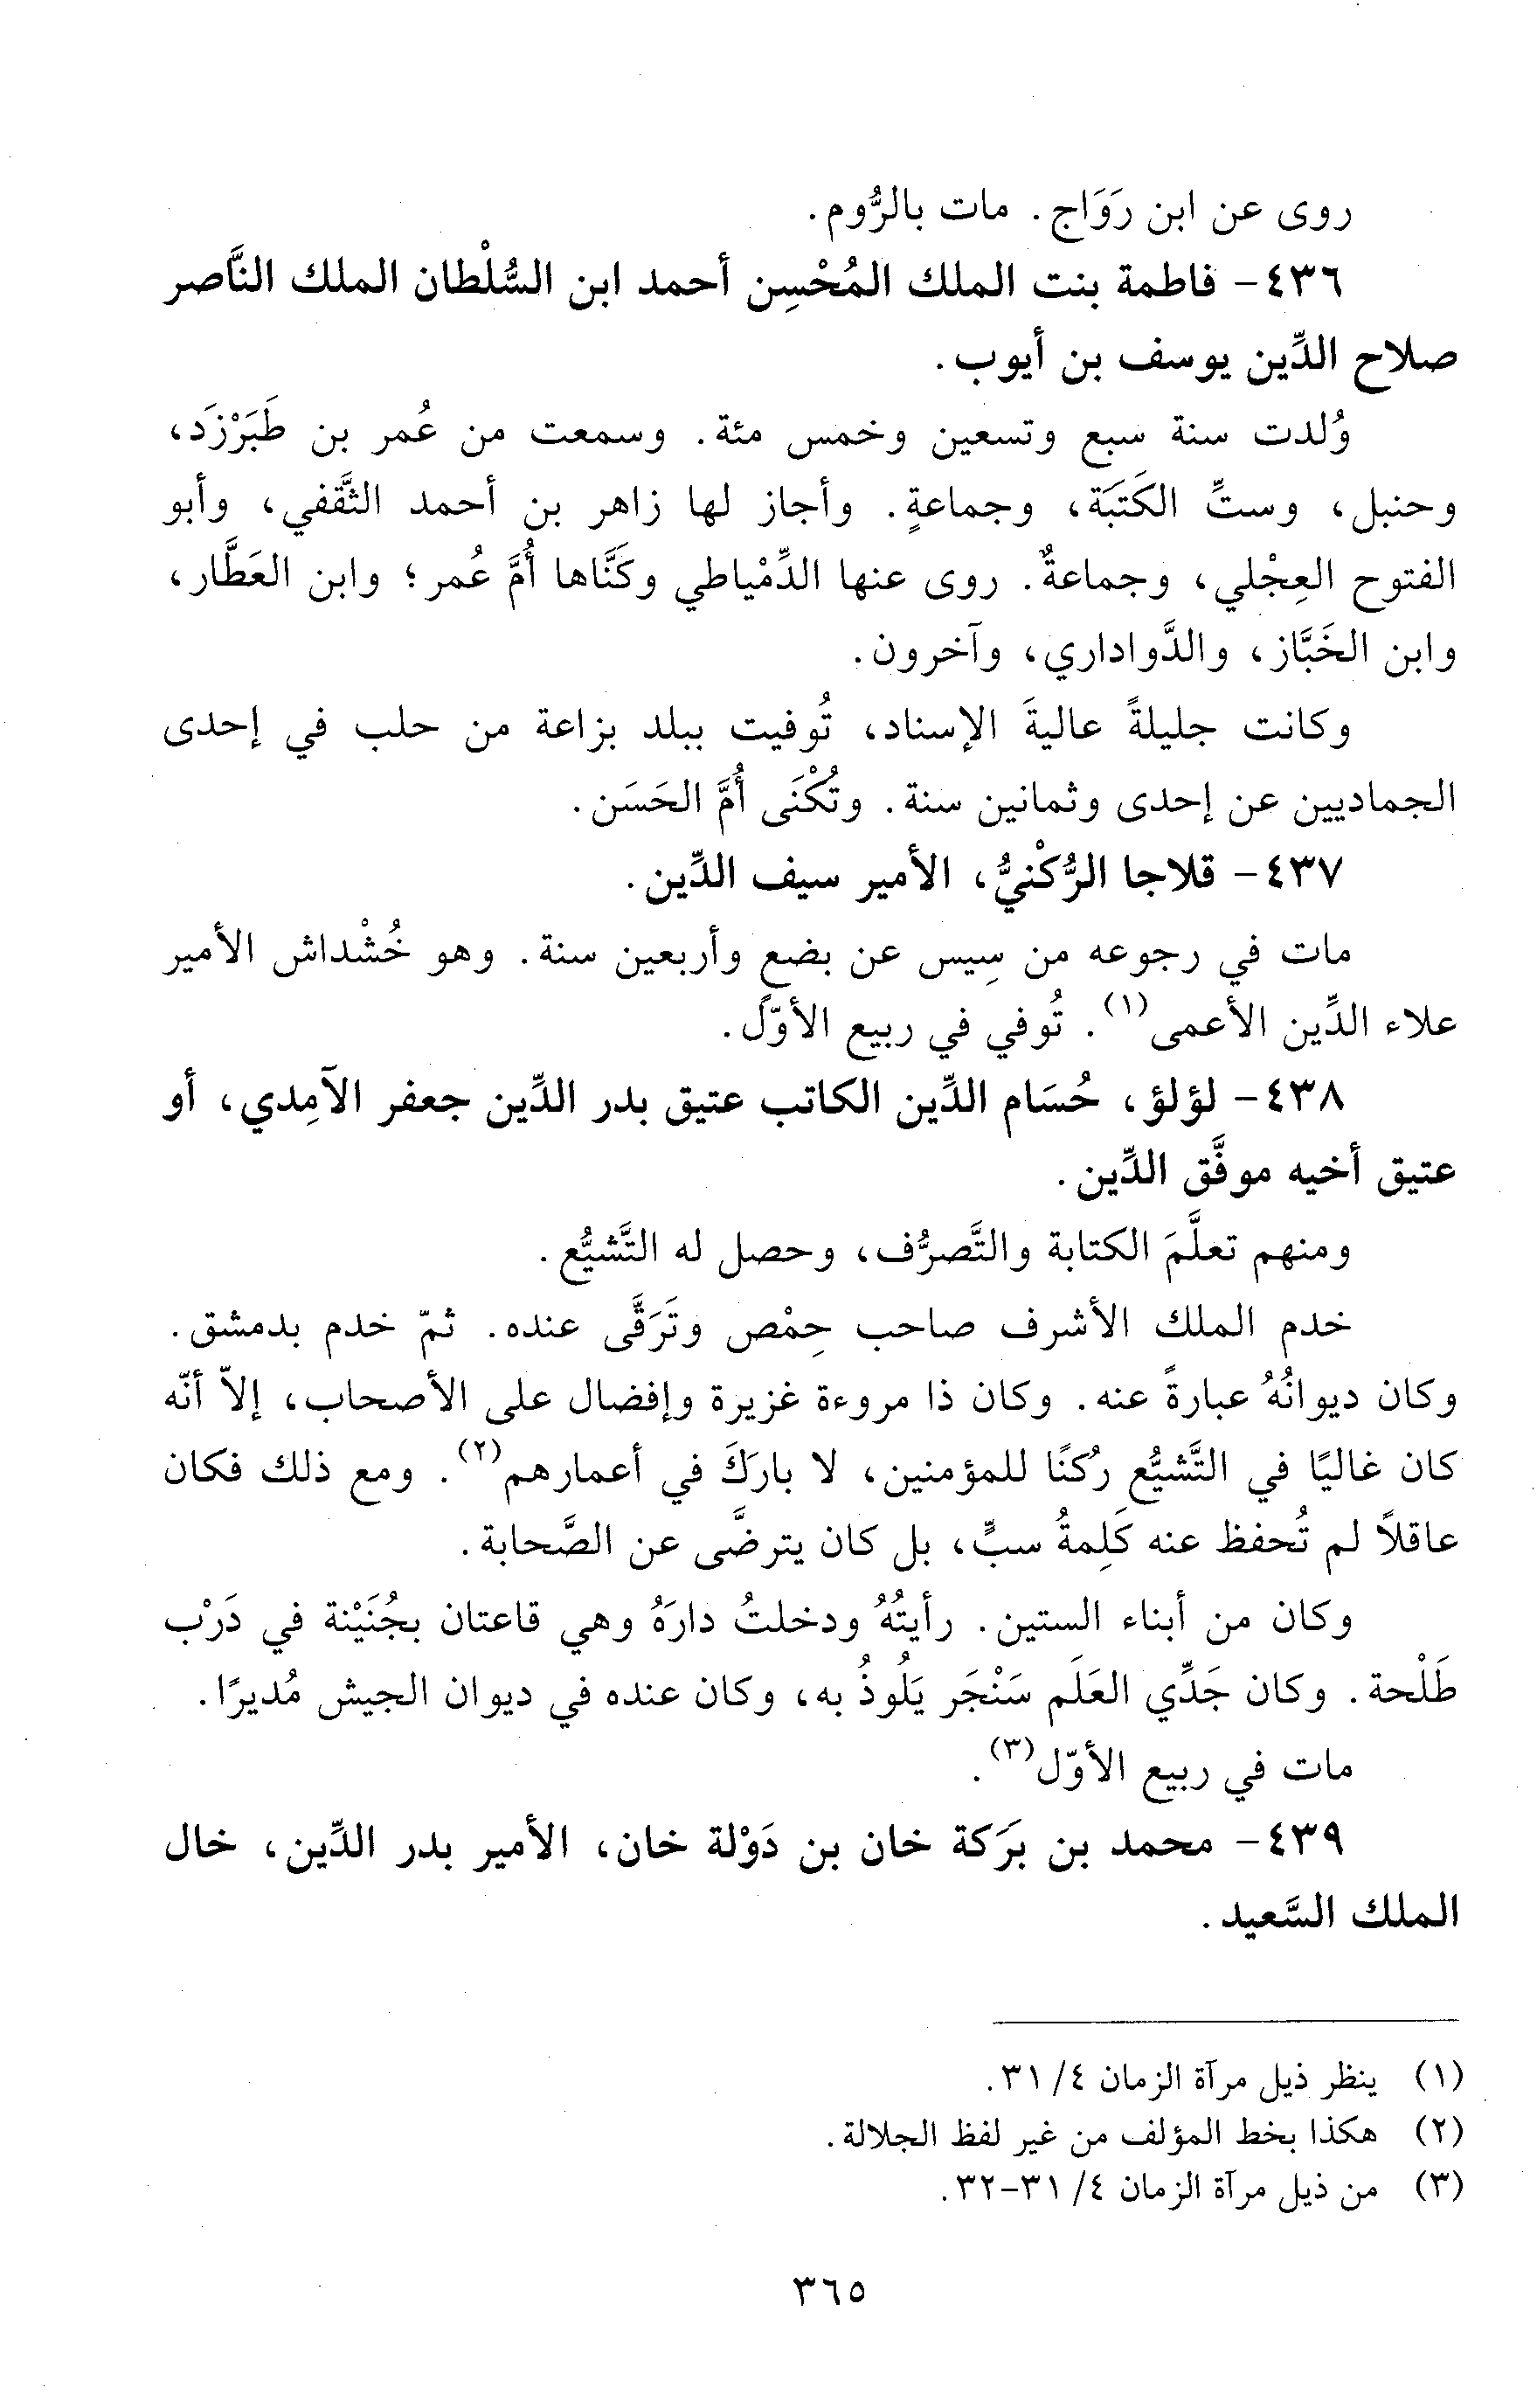 روى عن ابن رَوَاج. مات بالرُّوم.
٤٣٦- فاطمة بنت الملك المُحْسِن أحمد ابن السُّلْطان الملك النَّاصر
صلاح الدِّين يوسف بن أيوب.
وُلدت سنة سبع وتسعين وخمس مئة. وسمعت من عُمر بن طَبَرْزَد،
وحنبل، وستِّ الكَتبَة، وجماعةٍ. وأجاز لها زاهر بن أحمد الثَّقفي، وأبو
الفتوح العِجْلي، وجماعةٌ. روى عنها الدِّمْياطي وكَنَّاها أُمَّ عُمر؛ وابن العَطَّار،
وابن الخَبَّاز، والدَّواداري، وآخرون.
وكانت جليلةً عاليةَ الإسناد، تُوفيت ببلد بزاعة من حلب في إحدى
الجماديين عن إحدى وثمانين سنة. وتُكْنَى أُمَّ الحَسَن.
٤٣٧- قلاجا الرُّكْنيُّ، الأمير سيف الدِّين.
مات في رجوعه من سِيس عن بضع وأربعين سنة. وهو خُشْداش الأمير
علاء الدِّين الأعمى(١). تُوفي في ربيع الأوّل.
٤٣٨- لؤلؤ، حُسَام الدِّين الكاتب عتيق بدر الدِّين جعفر الآمِدي، أو
عتيق أخيه موفَّق الدِّين.
ومنهم تعلَّمَ الكتابة والتَّصرُّف، وحصل له التَّشيُّع.
خدم الملك الأشرف صاحب حِمْص وتَرَقَّى عنده. ثمّ خدم بدمشق.
وكان ديوانُهُ عبارةً عنه. وكان ذا مروءة غزيرة وإفضال على الأصحاب، إلاّ أنّه
كان غاليًا في التَّشيُّع رُكنًا للمؤمنين، لا بارَكَ في أعمارهم(٢). ومع ذلك فكان
عاقلاً لم تُحفظ عنه كَلِمةُ سبٍّ، بل كان يترضَّى عن الصَّحابة.
وكان من أبناء الستين. رأيتُهُ ودخلتُ دارَهُ وهي قاعتان بجُنَيْنة في دَرْب
طَلْحة. وكان جَدِّي العَلَم سَنْجَر يَلُوذُ به، وكان عنده في ديوان الجيش مُديرًا.
مات في ربيع الأوّل(٣).
٤٣٩- محمد بن بَركة خان بن دَوْلة خان، الأمير بدر الدِّين، خال
الملك السَّعيد.
(١) ينظر ذيل مرآة الزمان ٤/ ٣١.
(٢) هكذا بخط المؤلف من غير لفظ الجلالة.
(٣) من ذيل مرآة الزمان ٤/ ٣١-٣٢.
٣٦٥